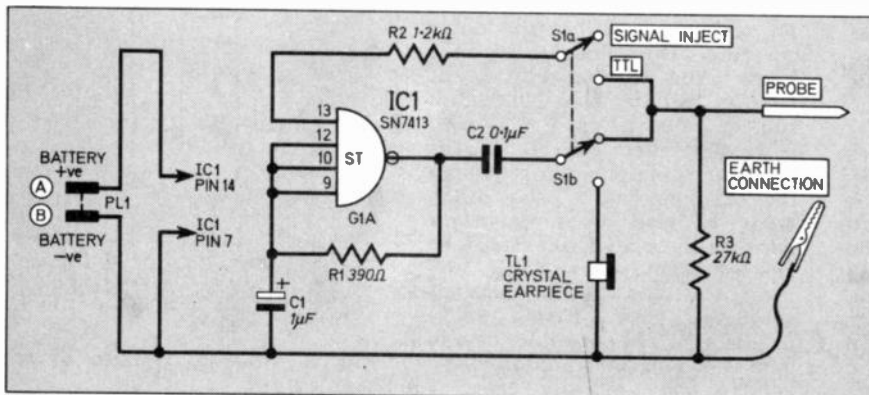 R2 1·2kΩ
S1a
SIGNAL INJECT
TTL
IC1
SN7413
13
12
10
9
ST
G1A
C2 0·1μF
PROBE
BATTERY
+ve
A
B
PL1
BATTERY
−ve
IC1
PIN 14
IC1
PIN 7
S1b
EARTH
CONNECTION
R1 390Ω
+
C1
1μF
TL1
CRYSTAL
EARPIECE
R3
27kΩ